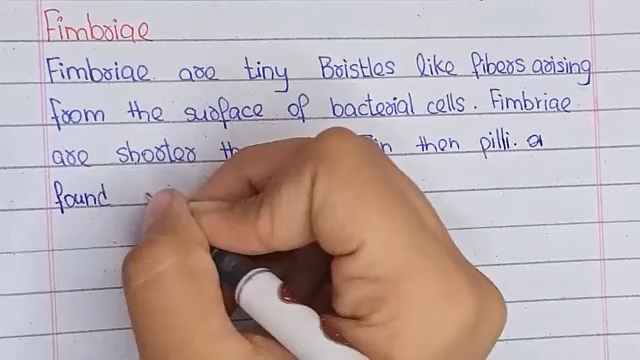 Fimbriae
Fimbriae are tiny Bristles like fibers arising
from the surface of bacterial cells. Fimbriae
are shorter then pilli. a
found